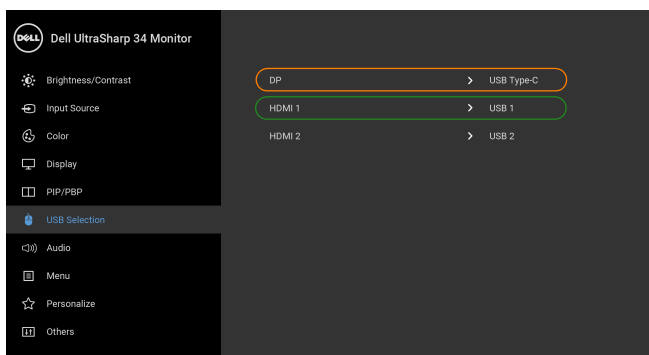 DELL Dell UltraSharp 34 Monitor
Brightness/Contrast
Input Source
Color
Display
PIP/PBP
USB Selection
Audio
Menu
Personalize
Others
DP > USB Type-C
HDMI 1 > USB 1
HDMI 2 > USB 2